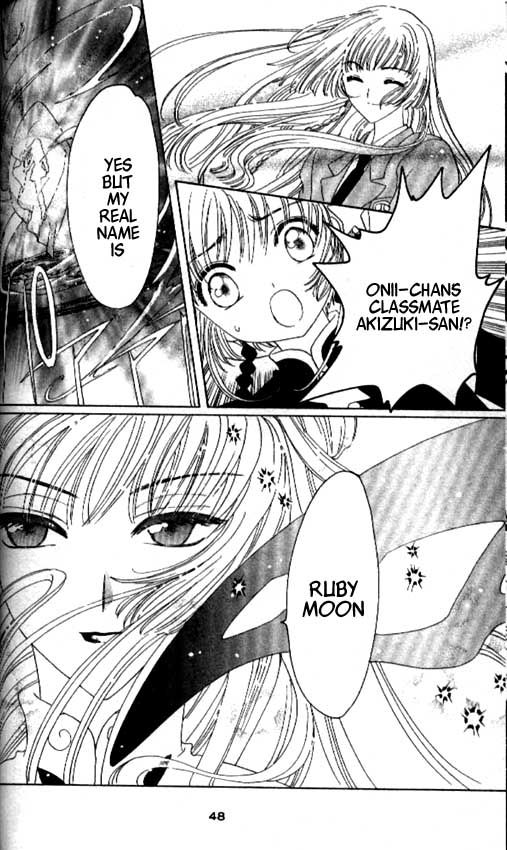 ONII-CHANS
CLASSMATE
AKIZUKI-SAN!?
YES
BUT
MY
REAL
NAME
IS
RUBY
MOON
48